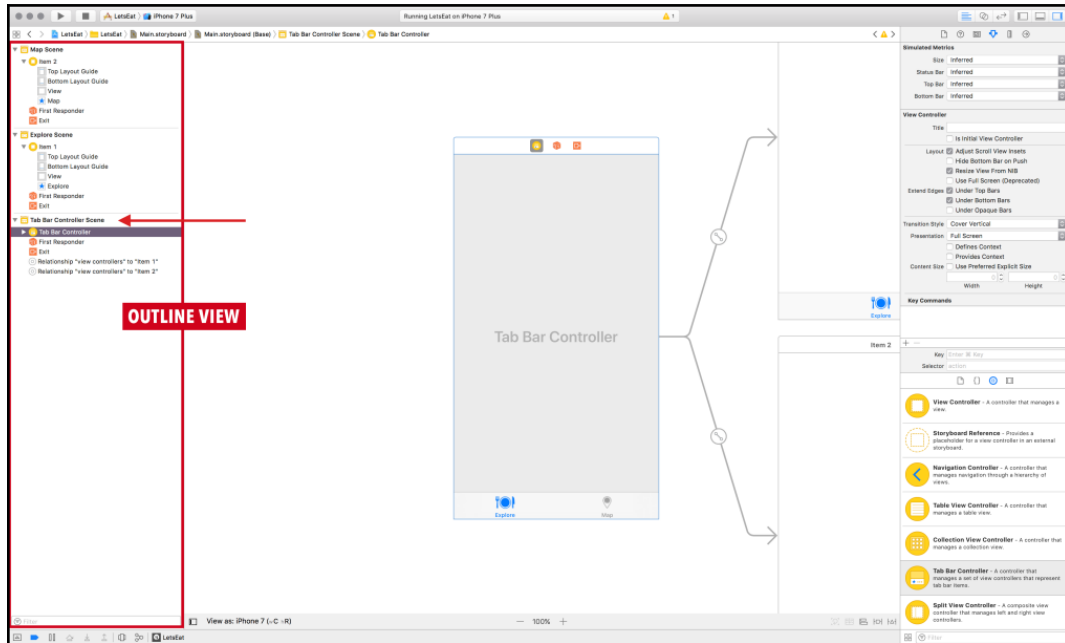 LetsEat
iPhone 7 Plus
Running LetsEat on iPhone 7 Plus
1
LetsEat
LetsEat
Main.storyboard
Main.storyboard (Base)
Tab Bar Controller Scene
Tab Bar Controller
Map Scene
Item 2
Top Layout Guide
Bottom Layout Guide
View
Map
First Responder
Exit
Explore Scene
Item 1
Top Layout Guide
Bottom Layout Guide
View
Explore
First Responder
Exit
Tab Bar Controller Scene
Tab Bar Controller
First Responder
Exit
Relationship "view controllers" to "Item 1"
Relationship "view controllers" to "Item 2"
OUTLINE VIEW
Filter
Tab Bar Controller
Explore
Map
Explore
Item 2
View as: iPhone 7 (wC hR)
100%
LetsEat
Simulated Metrics
Size Inferred
Status Bar Inferred
Top Bar Inferred
Bottom Bar Inferred
View Controller
Title
Is Initial View Controller
Layout Adjust Scroll View Insets
Hide Bottom Bar on Push
Resize View From NIB
Use Full Screen (Deprecated)
Extend Edges Under Top Bars
Under Bottom Bars
Under Opaque Bars
Transition Style Cover Vertical
Presentation Full Screen
Defines Context
Provides Context
Content Size Use Preferred Explicit Size
Width Height
Key Commands
Key Enter ⌘ Key
Selector action
View Controller - A controller that manages a
view.
Storyboard Reference - Provides a
placeholder for a view controller in an external
storyboard.
Navigation Controller - A controller that
manages navigation through a hierarchy of
views.
Table View Controller - A controller that
manages a table view.
Collection View Controller - A controller that
manages a collection view.
Tab Bar Controller - A controller that
manages a set of view controllers that represent
tab bar items.
Split View Controller - A composite view
controller that manages left and right view
controllers.
Filter